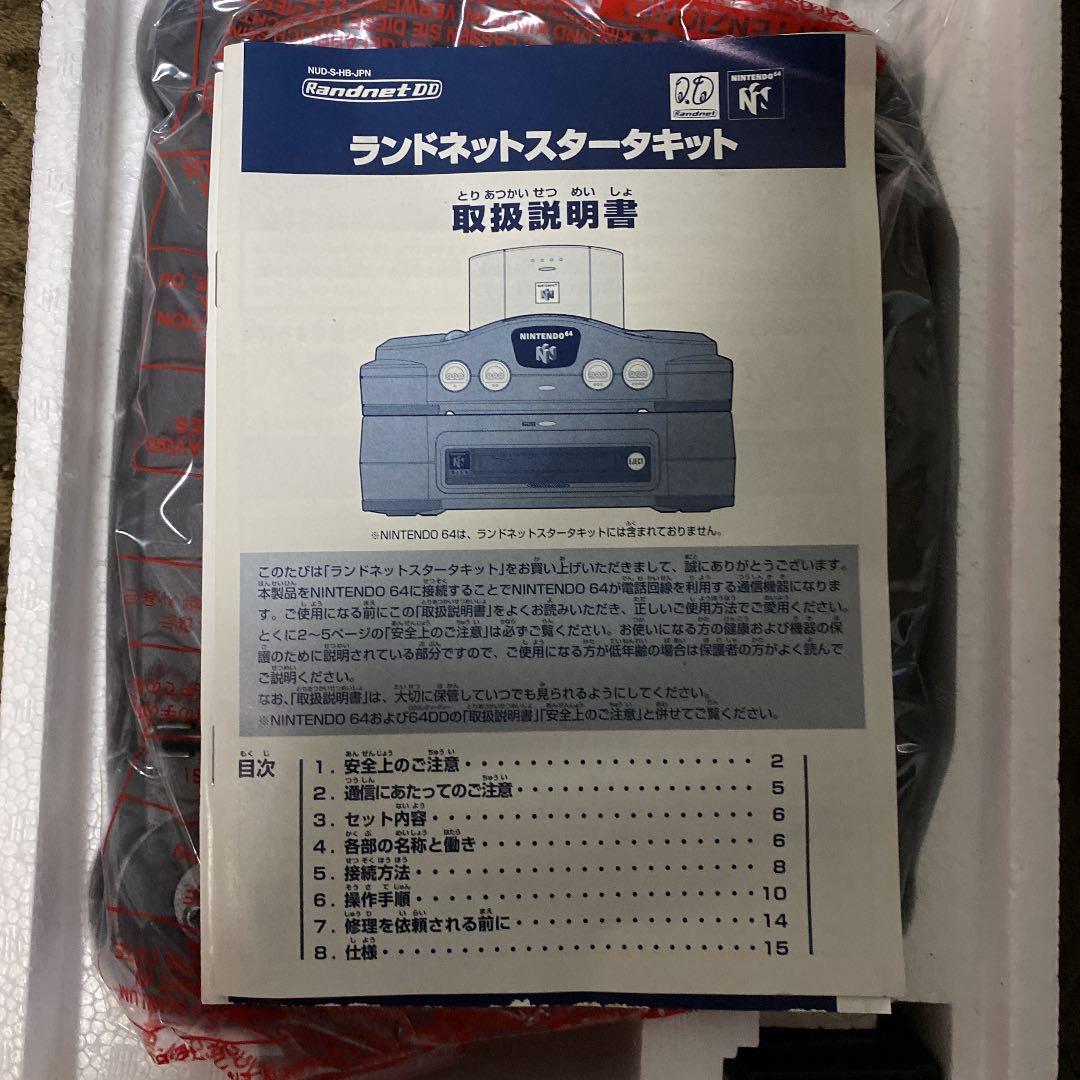 NUD-S-HB-JPN
RandnetDD
Randnet
NINTENDO64
ランドネットスタータキット
とり あつかい せつ めい しょ
取扱説明書
NINTENDO64
EJECT
※NINTENDO 64は、ランドネットスタータキットには含まれておりません。
このたびは「ランドネットスタータキット」をお買い上げいただきまして、誠にありがとうございます。
本製品をNINTENDO 64に接続することでNINTENDO 64が電話回線を利用する通信機器になりま
す。ご使用になる前にこの「取扱説明書」をよくお読みいただき、正しいご使用方法でご愛用ください。
とくに2～5ページの「安全上のご注意」は必ずご覧ください。お使いになる方の健康および機器の保
護のために説明されている部分ですので、ご使用になる方が低年齢の場合は保護者の方がよく読んで
ご説明ください。
なお、「取扱説明書」は、大切に保管していつでも見られるようにしてください。
※NINTENDO 64および64DDの「取扱説明書」「安全上のご注意」と併せてご覧ください。
もく じ
目次
1. 安全上のご注意・・・・・・・・・・・・・・・・・・ 2
2. 通信にあたってのご注意・・・・・・・・・・・・・・・ 5
3. セット内容・・・・・・・・・・・・・・・・・・・・ 6
4. 各部の名称と働き・・・・・・・・・・・・・・・・・ 6
5. 接続方法・・・・・・・・・・・・・・・・・・・・・ 8
6. 操作手順・・・・・・・・・・・・・・・・・・・・・ 10
7. 修理を依頼される前に・・・・・・・・・・・・・・・ 14
8. 仕様・・・・・・・・・・・・・・・・・・・・・・・ 15